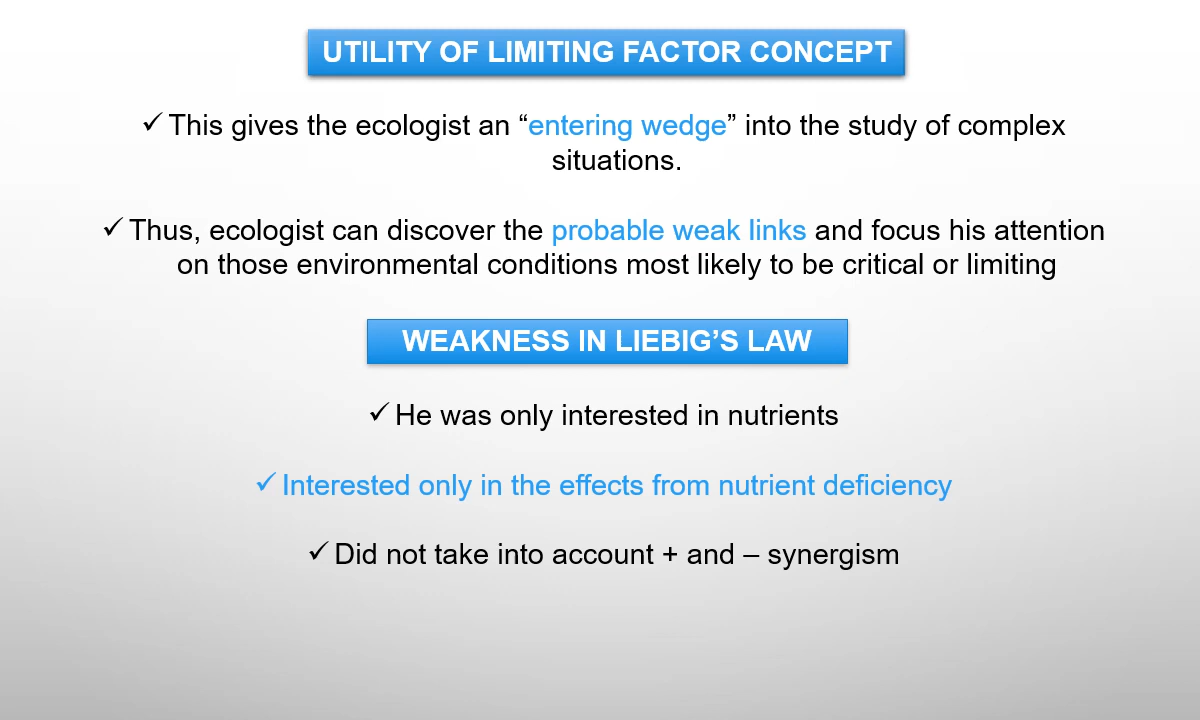 UTILITY OF LIMITING FACTOR CONCEPT
✓ This gives the ecologist an “entering wedge” into the study of complex
situations.
✓ Thus, ecologist can discover the probable weak links and focus his attention
on those environmental conditions most likely to be critical or limiting
WEAKNESS IN LIEBIG’S LAW
✓ He was only interested in nutrients
✓ Interested only in the effects from nutrient deficiency
✓ Did not take into account + and – synergism